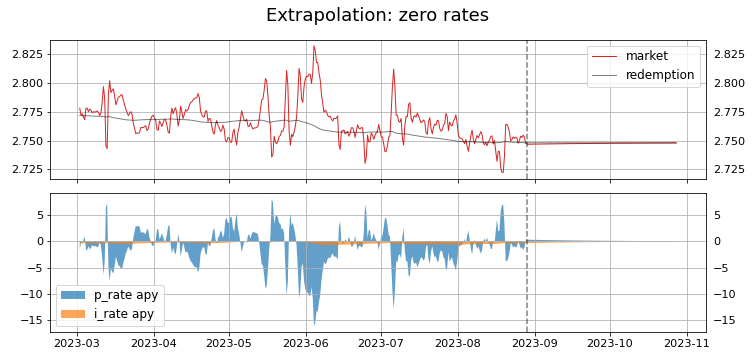 Extrapolation: zero rates
2.825 2.825
2.800 2.800
2.775 2.775
2.750 2.750
2.725 2.725
market
redemption
5 5
0 0
−5 −5
−10 −10
−15 −15
p_rate apy
i_rate apy
2023-03 2023-04 2023-05 2023-06 2023-07 2023-08 2023-09 2023-10 2023-11